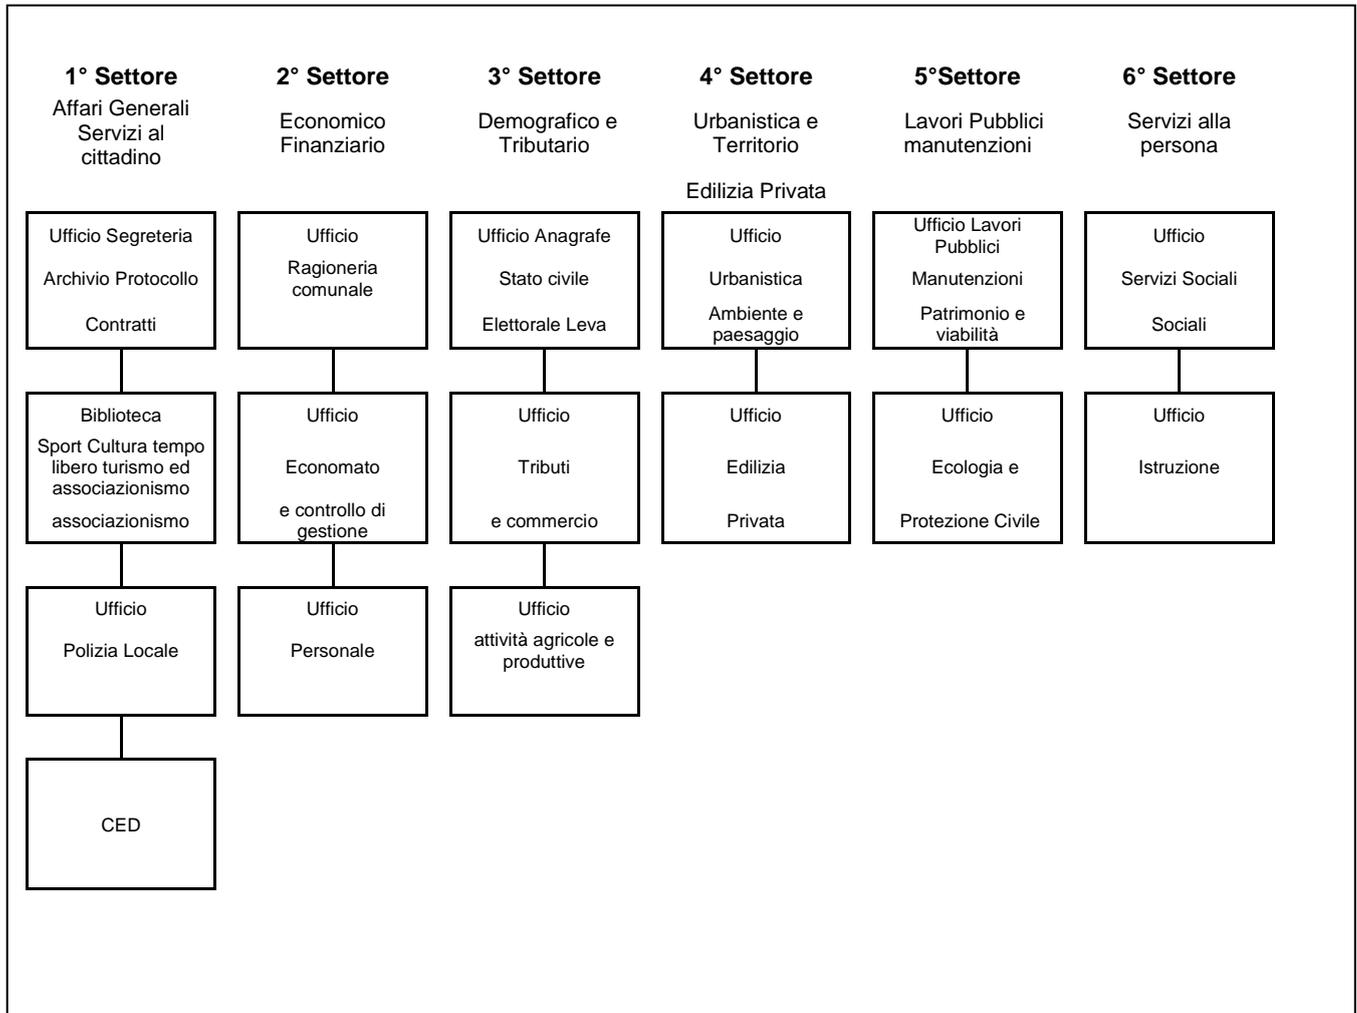 1° Settore
Affari Generali
Servizi al
cittadino
2° Settore
Economico
Finanziario
3° Settore
Demografico e
Tributario
4° Settore
Urbanistica e
Territorio
Edilizia Privata
5°Settore
Lavori Pubblici
manutenzioni
6° Settore
Servizi alla
persona
Ufficio Segreteria
Archivio Protocollo
Contratti
Ufficio
Ragioneria
comunale
Ufficio Anagrafe
Stato civile
Elettorale Leva
Ufficio
Urbanistica
Ambiente e
paesaggio
Ufficio Lavori
Pubblici
Manutenzioni
Patrimonio e
viabilità
Ufficio
Servizi Sociali
Sociali
Biblioteca
Sport Cultura tempo
libero turismo ed
associazionismo
associazionismo
Ufficio
Economato
e controllo di
gestione
Ufficio
Tributi
e commercio
Ufficio
Edilizia
Privata
Ufficio
Ecologia e
Protezione Civile
Ufficio
Istruzione
Ufficio
Polizia Locale
Ufficio
Personale
Ufficio
attività agricole e
produttive
CED